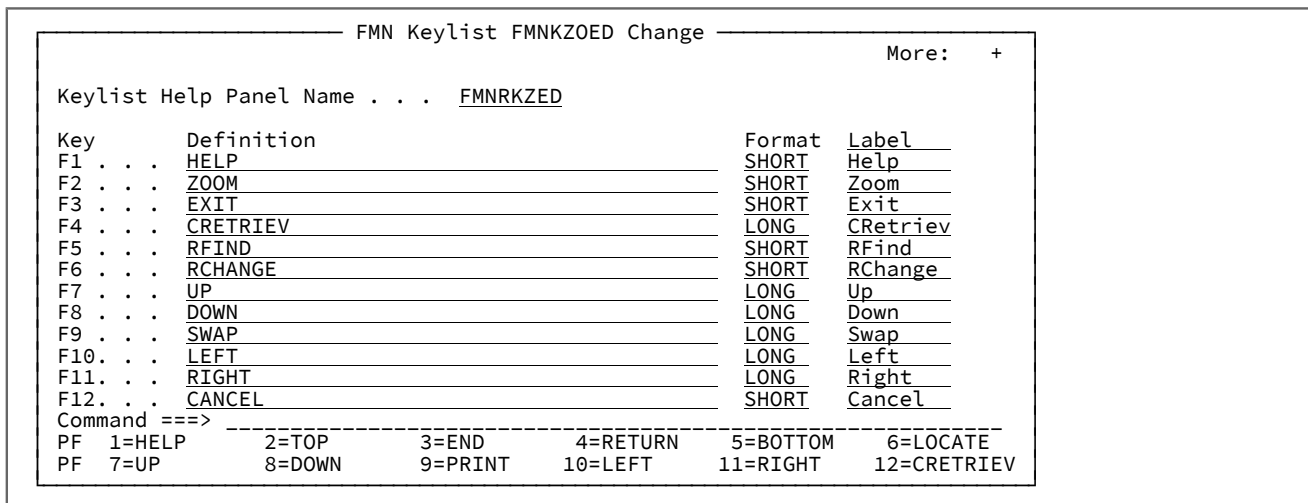 FMN Keylist FMNKZOED Change
More: +
Keylist Help Panel Name . . . FMNRKZED
Key Definition Format Label
F1 . . . HELP SHORT Help
F2 . . . ZOOM SHORT Zoom
F3 . . . EXIT SHORT Exit
F4 . . . CRETRIEV LONG CRetriev
F5 . . . RFIND SHORT RFind
F6 . . . RCHANGE SHORT RChange
F7 . . . UP LONG Up
F8 . . . DOWN LONG Down
F9 . . . SWAP LONG Swap
F10. . . LEFT LONG Left
F11. . . RIGHT LONG Right
F12. . . CANCEL SHORT Cancel
Command ===>
PF 1=HELP 2=TOP 3=END 4=RETURN 5=BOTTOM 6=LOCATE
PF 7=UP 8=DOWN 9=PRINT 10=LEFT 11=RIGHT 12=CRETRIEV